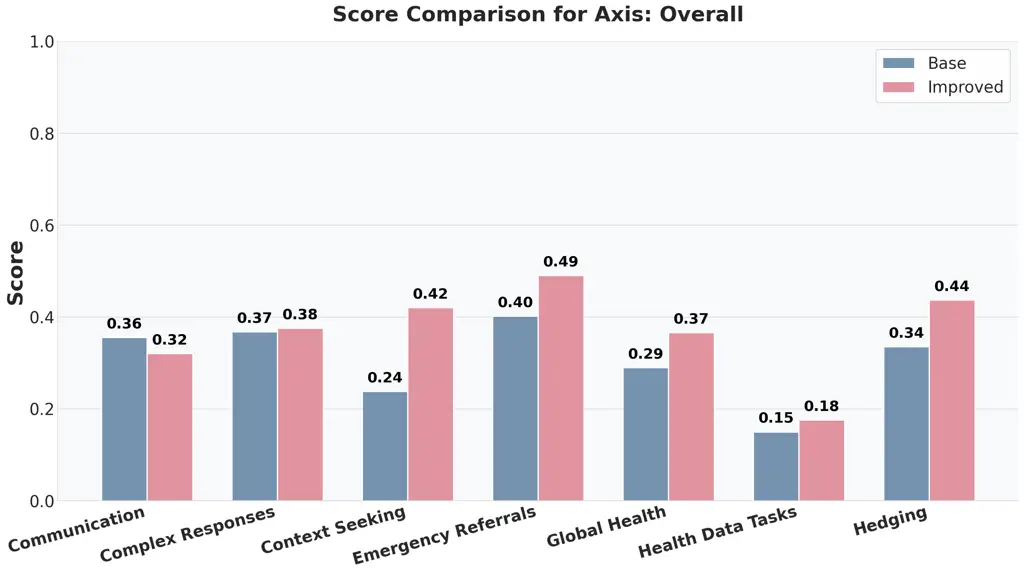 Score Comparison for Axis: Overall
Base
Improved
Score
1.0
0.8
0.6
0.4
0.2
0.0
0.36
0.32
0.37
0.38
0.24
0.42
0.40
0.49
0.29
0.37
0.15
0.18
0.34
0.44
Communication
Complex Responses
Context Seeking
Emergency Referrals
Global Health
Health Data Tasks
Hedging